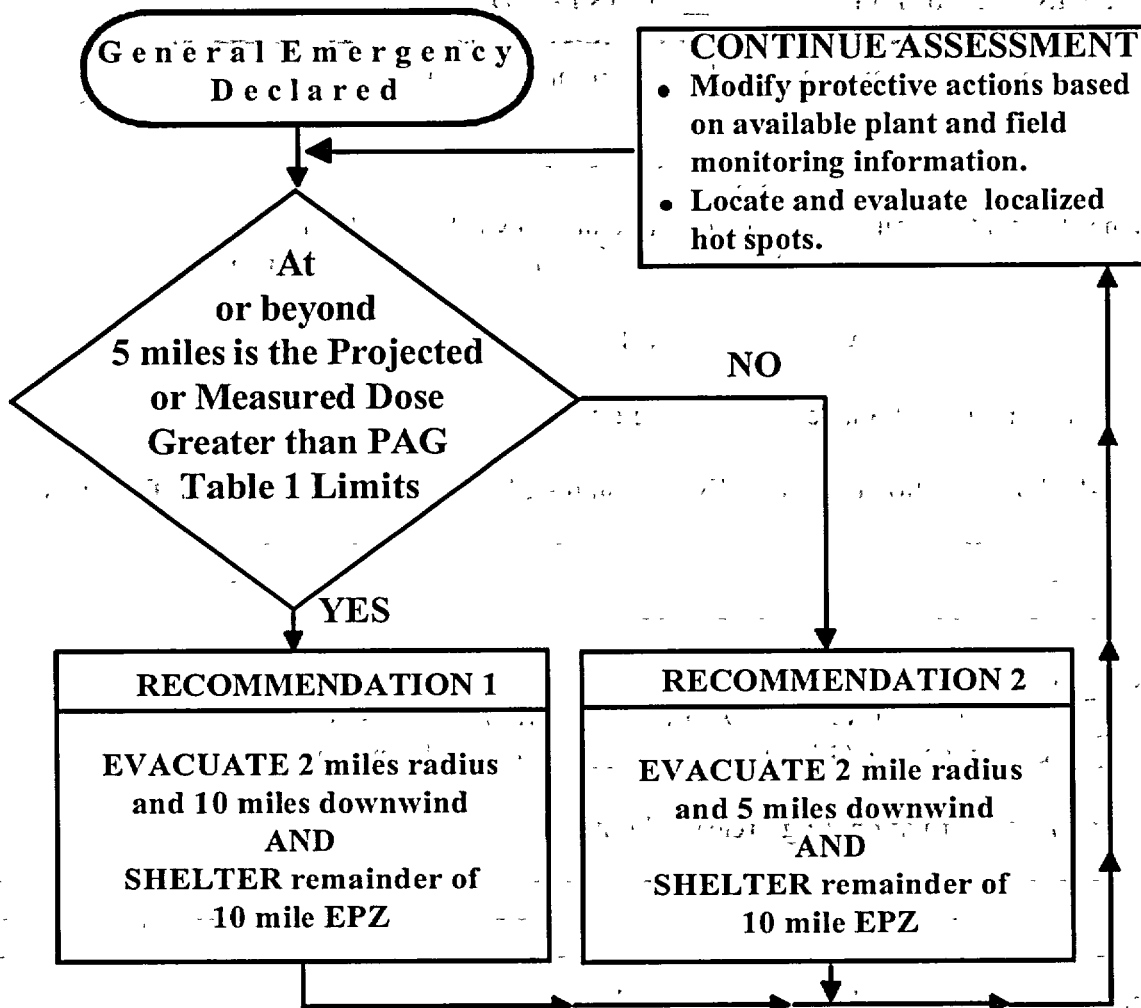 General Emergency
Declared
CONTINUE ASSESSMENT
• Modify protective actions based
on available plant and field
monitoring information.
• Locate and evaluate localized
hot spots.
At
or beyond
5 miles is the Projected
or Measured Dose
Greater than PAG
Table 1 Limits
NO
YES
RECOMMENDATION 1
EVACUATE 2 miles radius
and 10 miles downwind
AND
SHELTER remainder of
10 mile EPZ
RECOMMENDATION 2
EVACUATE 2 mile radius
and 5 miles downwind
AND
SHELTER remainder of
10 mile EPZ